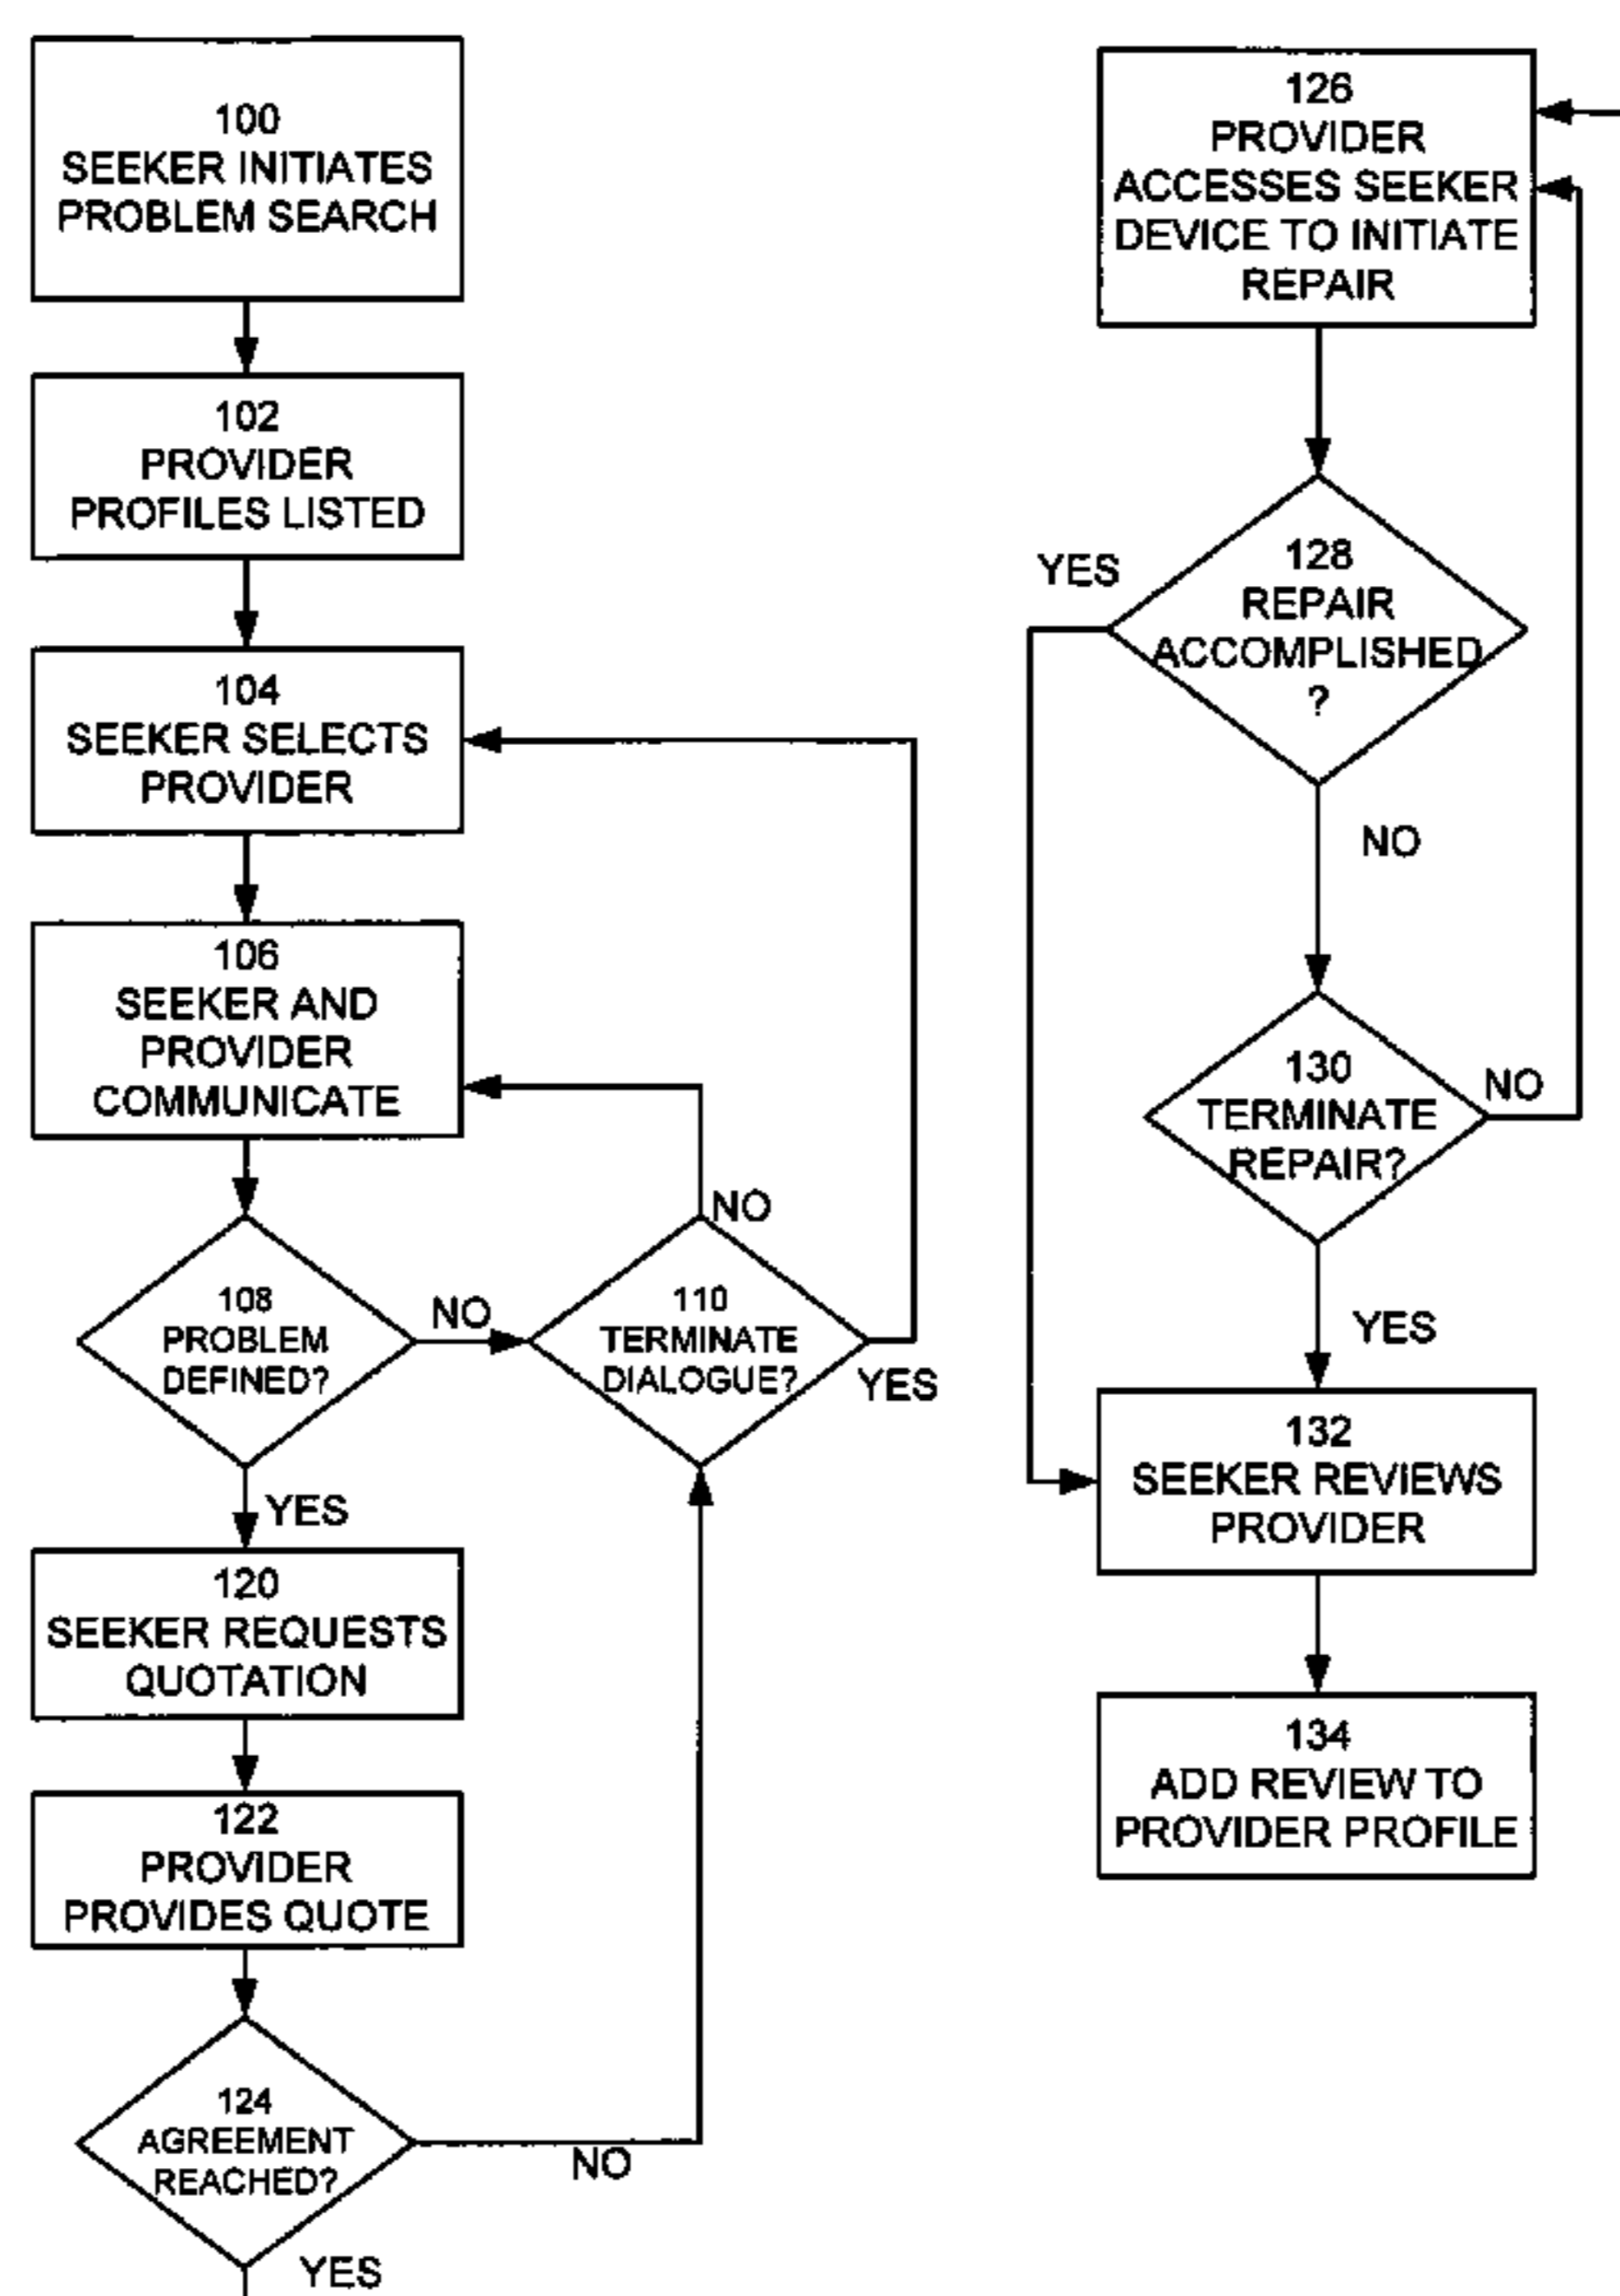 100
SEEKER INITIATES
PROBLEM SEARCH
102
PROVIDER
PROFILES LISTED
104
SEEKER SELECTS
PROVIDER
106
SEEKER AND
PROVIDER
COMMUNICATE
NO
108
PROBLEM
DEFINED?
NO
110
TERMINATE
DIALOGUE?
YES
YES
120
SEEKER REQUESTS
QUOTATION
122
PROVIDER
PROVIDES QUOTE
124
AGREEMENT
REACHED?
NO
YES
126
PROVIDER
ACCESSES SEEKER
DEVICE TO INITIATE
REPAIR
YES
128
REPAIR
ACCOMPLISHED
?
NO
130
TERMINATE
REPAIR?
NO
YES
132
SEEKER REVIEWS
PROVIDER
134
ADD REVIEW TO
PROVIDER PROFILE